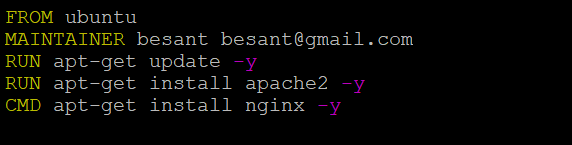 FROM ubuntu
MAINTAINER besant besant@gmail.com
RUN apt-get update -y
RUN apt-get install apache2 -y
CMD apt-get install nginx -y